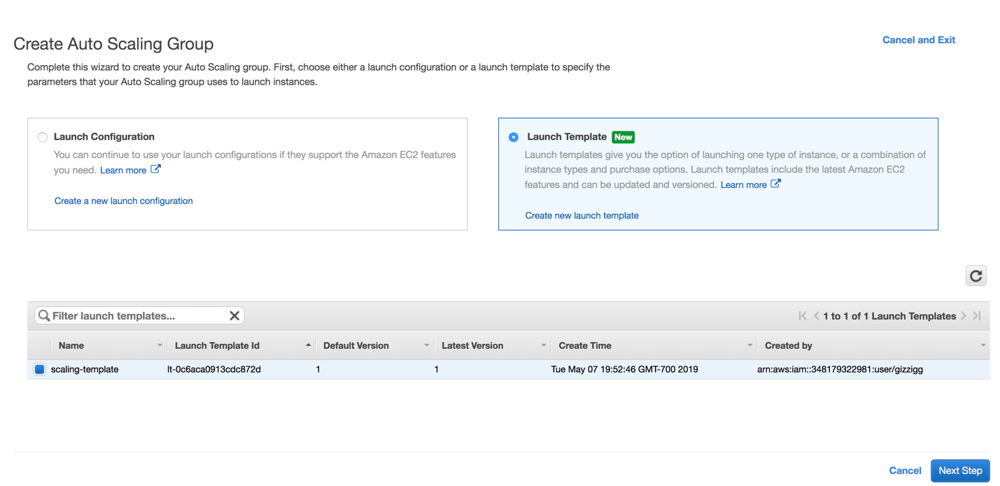 Create Auto Scaling Group
Cancel and Exit
Complete this wizard to create your Auto Scaling group. First, choose either a launch configuration or a launch template to specify the
parameters that your Auto Scaling group uses to launch instances.
Launch Configuration
You can continue to use your launch configurations if they support the Amazon EC2 features
you need. Learn more
Create a new launch configuration
Launch Template New
Launch templates give you the option of launching one type of instance, or a combination of
instance types and purchase options. Launch templates include the latest Amazon EC2
features and can be updated and versioned. Learn more
Create new launch template
Filter launch templates...
1 to 1 of 1 Launch Templates
Name Launch Template Id Default Version Latest Version Create Time Created by
scaling-template lt-0c6aca0913cdc872d 1 1 Tue May 07 19:52:46 GMT-700 2019 arn:aws:iam::348179322981:user/gizzigg
Cancel Next Step